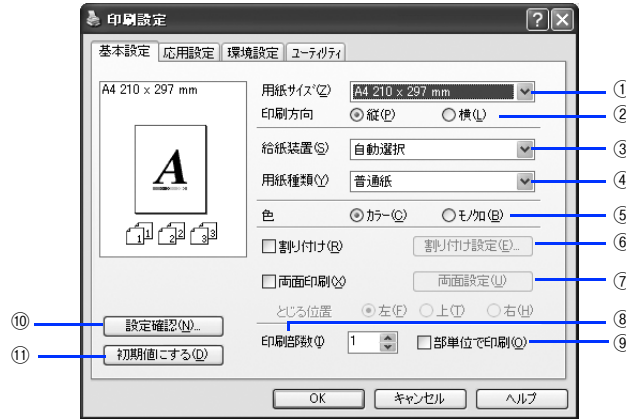 印刷設定
基本設定 応用設定 環境設定 ユーティリティ
A4 210 x 297 mm
用紙サイズ(Z) A4 210 x 297 mm ①
印刷方向 縦(P) 横(L) ②
給紙装置(S) 自動選択 ③
用紙種類(Y) 普通紙 ④
A
色 カラー(C) モノクロ(B) ⑤
1 1 2 2 3 3
割り付け(R) 割り付け設定(E)... ⑥
両面印刷(X) 両面設定(U) ⑦
とじる位置 左(F) 上(T) 右(H)
⑧
⑩ 設定確認(N)...
印刷部数(I) 1 部単位で印刷(O) ⑨
⑪ 初期値にする(D)
OK キャンセル ヘルプ